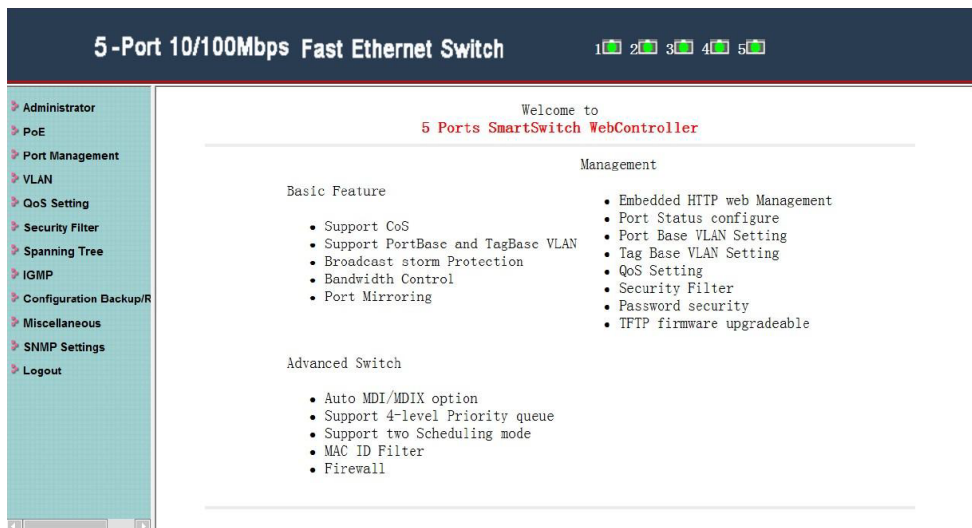 5-Port 10/100Mbps Fast Ethernet Switch
1 2 3 4 5
Administrator
PoE
Port Management
VLAN
QoS Setting
Security Filter
Spanning Tree
IGMP
Configuration Backup/R
Miscellaneous
SNMP Settings
Logout
Welcome to
5 Ports SmartSwitch WebController
Basic Feature
• Support CoS
• Support PortBase and TagBase VLAN
• Broadcast storm Protection
• Bandwidth Control
• Port Mirroring
Management
• Embedded HTTP web Management
• Port Status configure
• Port Base VLAN Setting
• Tag Base VLAN Setting
• QoS Setting
• Security Filter
• Password security
• TFTP firmware upgradeable
Advanced Switch
• Auto MDI/MDIX option
• Support 4-level Priority queue
• Support two Scheduling mode
• MAC ID Filter
• Firewall